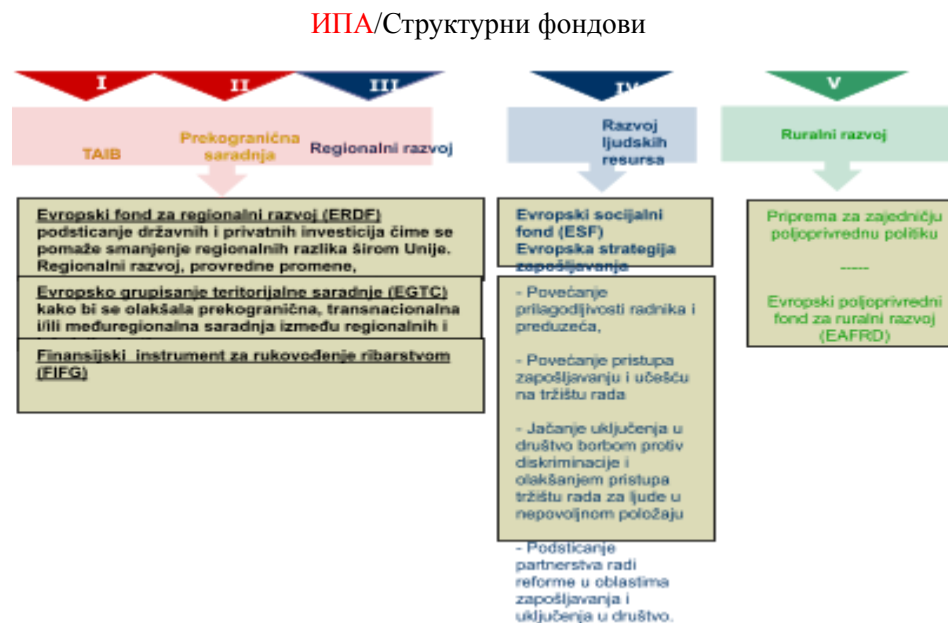 ИПА/Структурни фондови
I
II
III
IV
V
TAIB
Prekogranična
saradnja
Regionalni razvoj
Razvoj
ljudskih
resursa
Ruralni razvoj
Evropski fond za regionalni razvoj (ERDF)
podsticanje državnih i privatnih investicija čime se
pomaže smanjenje regionalnih razlika širom Unije.
Regionalni razvoj, provredne promene,
Evropsko grupisanje teritorijalne saradnje (EGTC)
kako bi se olakšala prekogranična, transnacionalna
i/ili međuregionalna saradnja između regionalnih i
Finansijski instrument za rukovođenje ribarstvom
(FIFG)
Evropski socijalni
fond (ESF)
Evropska strategija
zapošljavanja
- Povećanje
prilagodljivosti radnika i
preduzeća,
- Povećanje pristupa
zapošljavanju i učešću
na tržištu rada
- Jačanje uključenja u
društvo borbom protiv
diskriminacije i
olakšanjem pristupa
tržištu rada za ljude u
nepovoljnom položaju
- Podsticanje
partnerstva radi
reforme u oblastima
zapošljavanja i
uključenja u društvo.
Priprema za zajedničju
poljoprivrednu politiku
-----
Evropski poljoprivredni
fond za ruralni razvoj
(EAFRD)